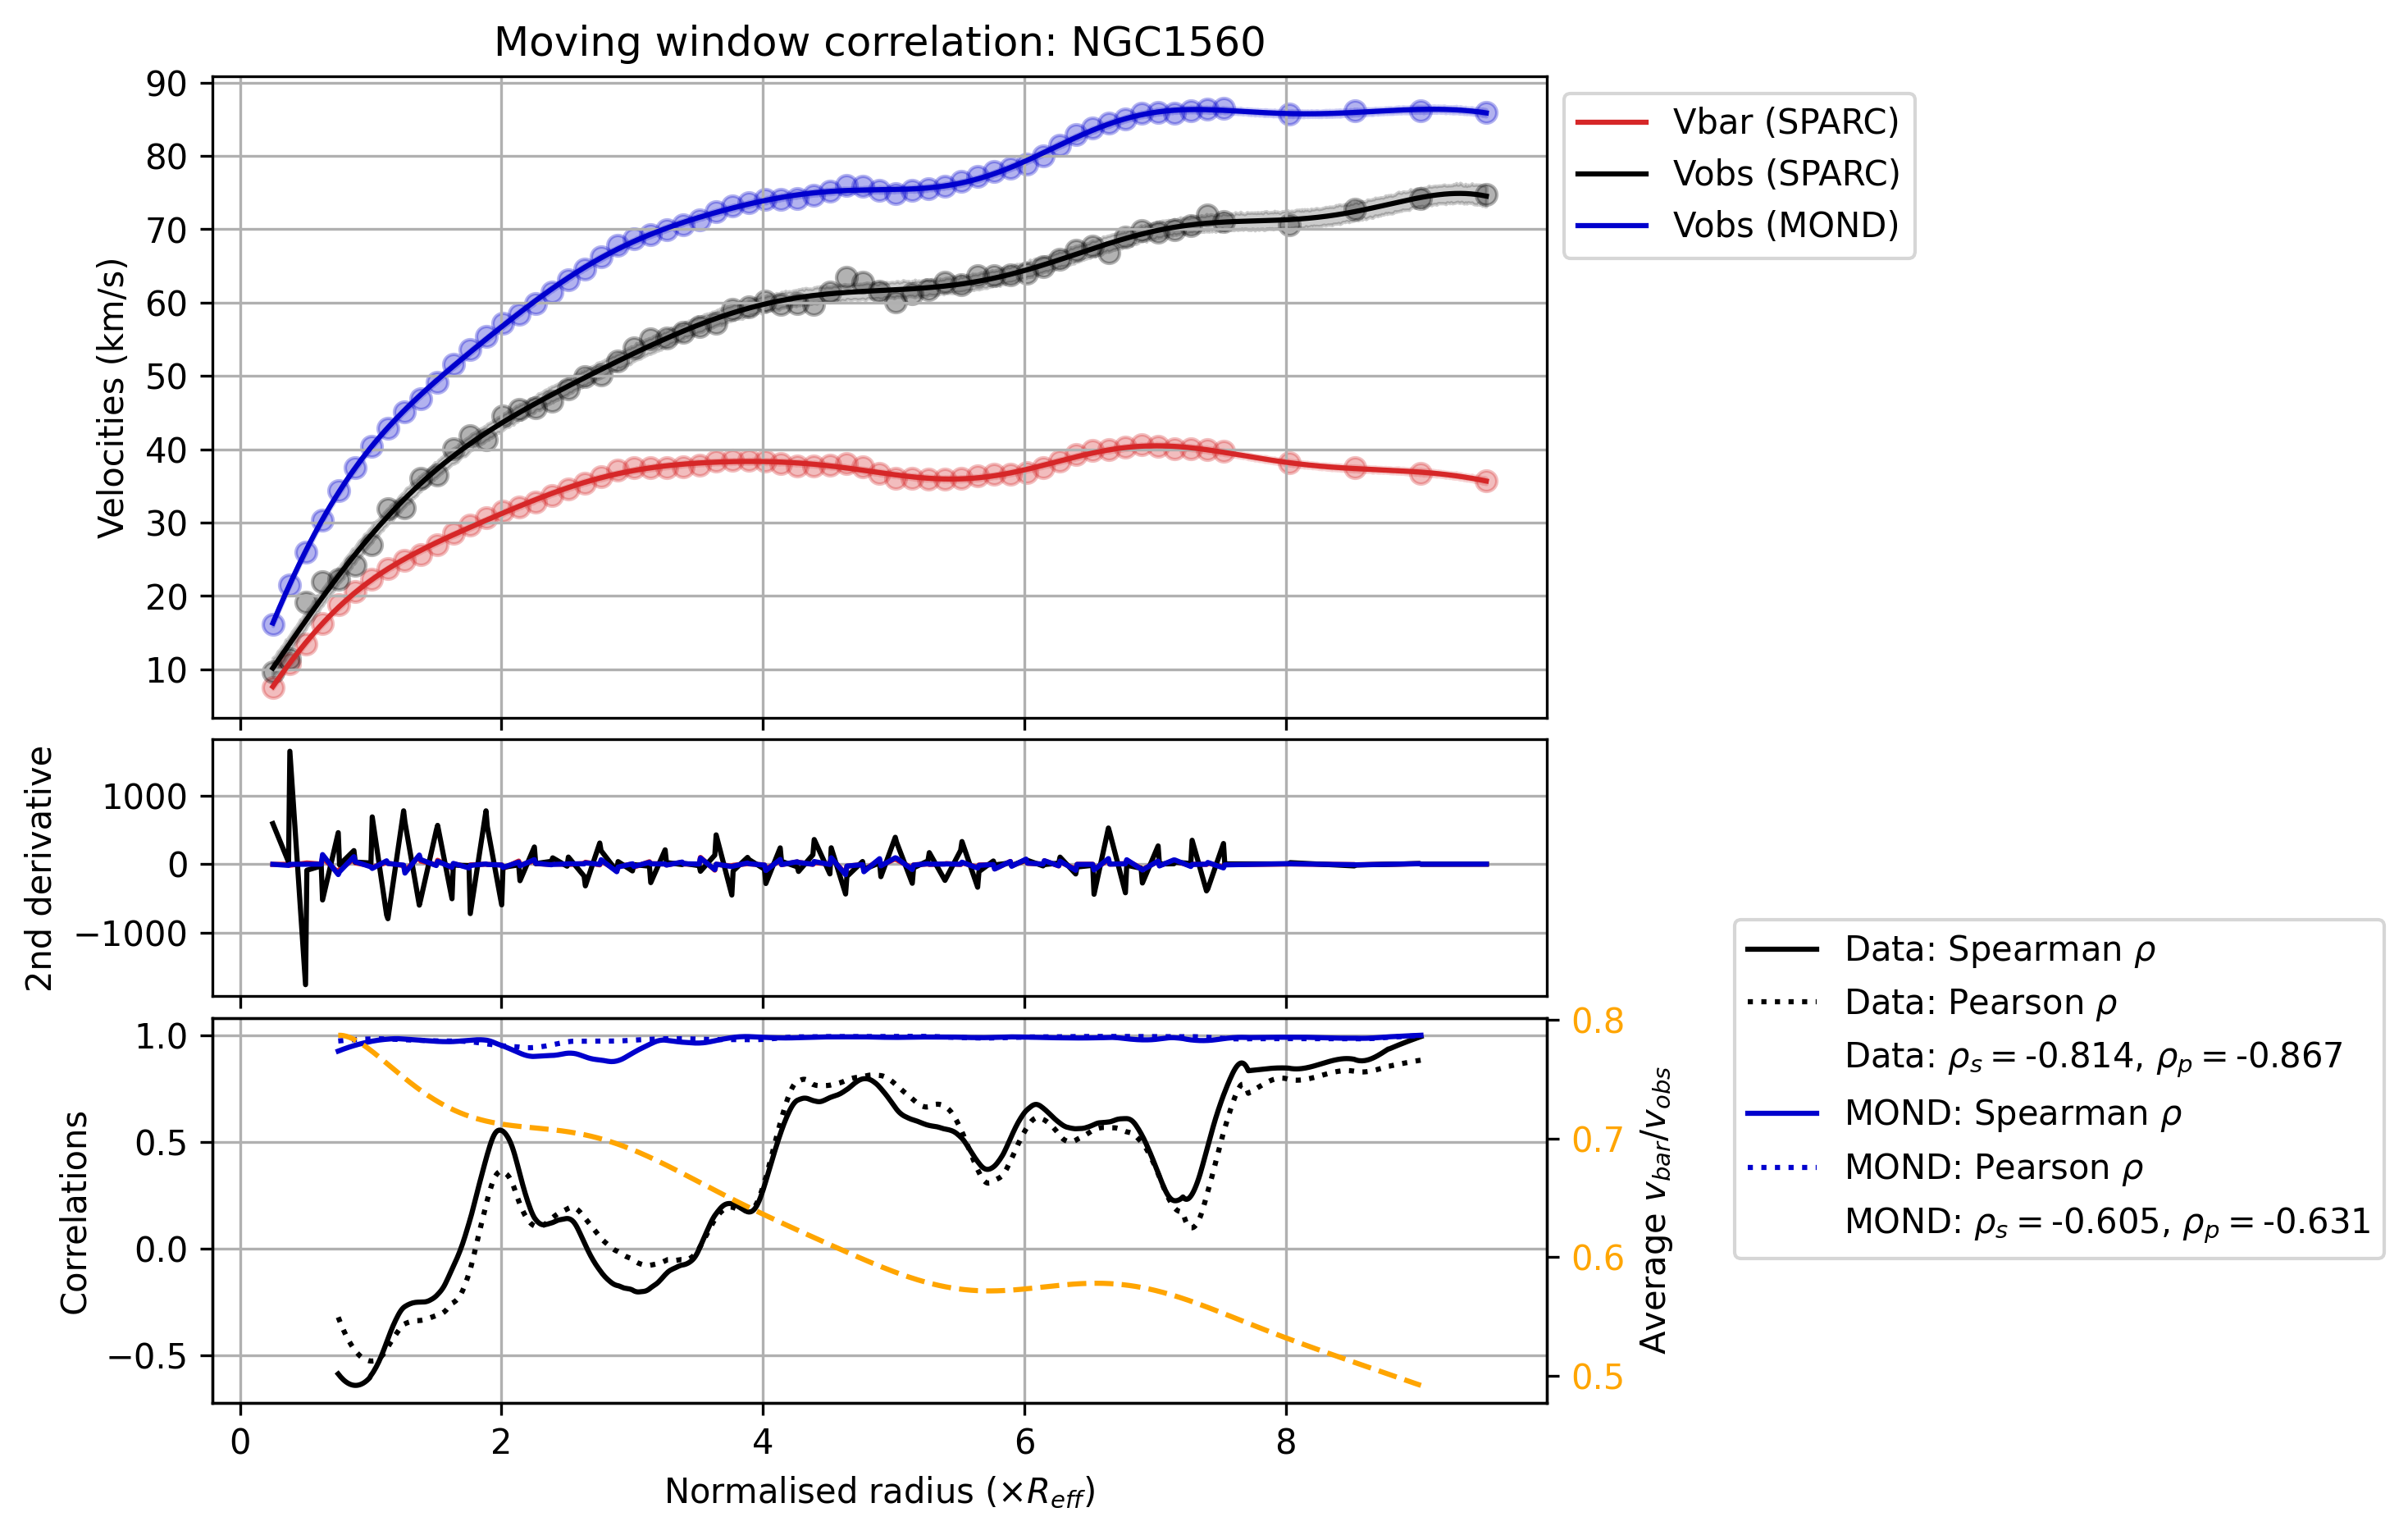 Moving window correlation: NGC1560
90
80
70
60
50
40
30
20
10
Velocities (km/s)
Vbar (SPARC)
Vobs (SPARC)
Vobs (MOND)
1000
0
−1000
2nd derivative
1.0
0.5
0.0
−0.5
Correlations
0.8
0.7
0.6
0.5
Average v_bar/v_obs
Data: Spearman ρ
Data: Pearson ρ
Data: ρ_s = -0.814, ρ_p = -0.867
MOND: Spearman ρ
MOND: Pearson ρ
MOND: ρ_s = -0.605, ρ_p = -0.631
0 2 4 6 8
Normalised radius (×R_eff)